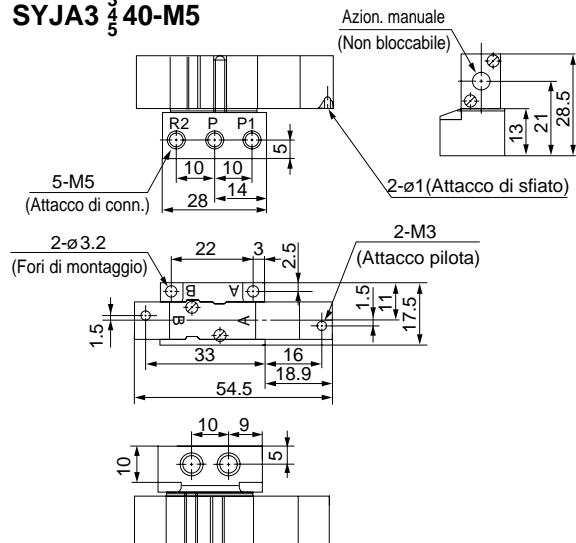 SYJA3 3/4/5 40-M5
Azion. manuale
(Non bloccabile)
R2 P P1
5
10 10
14
28
5-M5
(Attacco di conn.)
13
21
28.5
2-ø1(Attacco di sfiato)
2-ø3.2
(Fori di montaggio)
22 3
2.5
2-M3
(Attacco pilota)
B A
B A
1.5
1.5
11
17.5
33 16
18.9
54.5
10 9
10
5